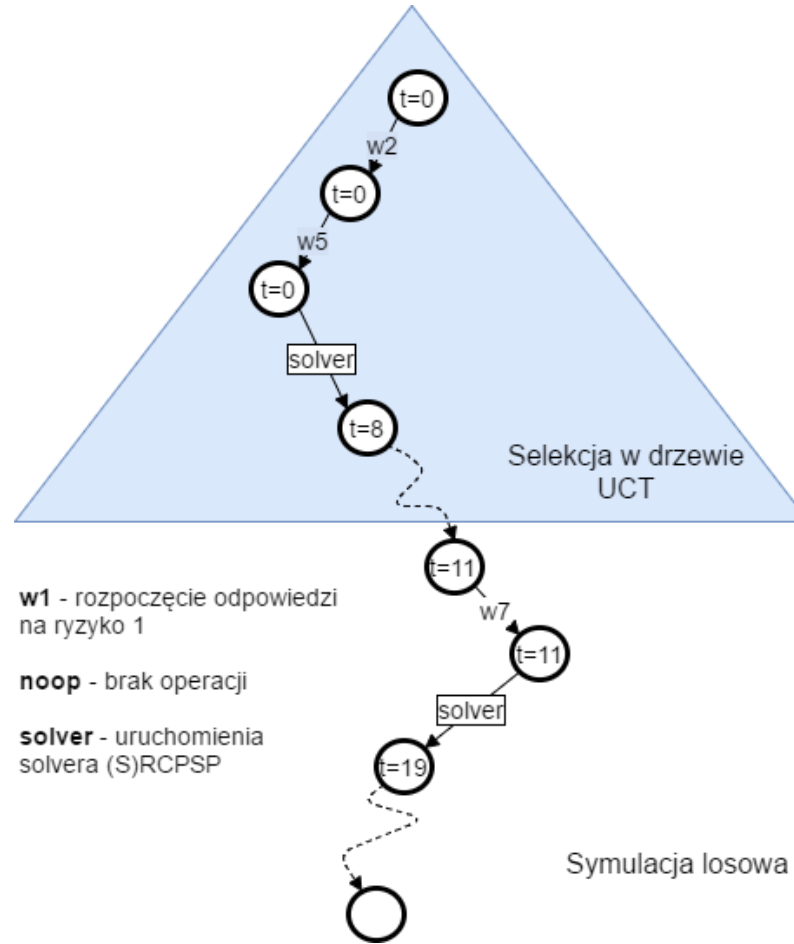 t=0
w2
t=0
w5
t=0
solver
t=8
Selekcja w drzewie
UCT
t=11
w1 - rozpoczęcie odpowiedzi
na ryzyko 1
w7
t=11
noop - brak operacji
solver
solver - uruchomienia
solvera (S)RCPSP
t=19
Symulacja losowa